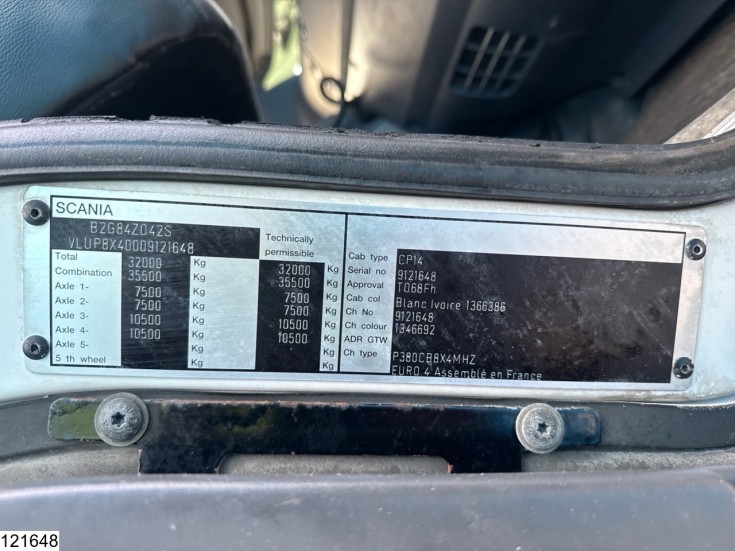 SCANIA
B2G84Z042S
VLUP8X40009121648
Technically permissible
Total 32000 Kg 32000 Kg
Combination 35500 Kg 35500 Kg
Axle 1- 7500 Kg 7500 Kg
Axle 2- 7500 Kg 7500 Kg
Axle 3- 10500 Kg 10500 Kg
Axle 4- 10500 Kg 10500 Kg
Axle 5- Kg Kg
5 th wheel Kg Kg
Cab type CP14
Serial no 9121648
Approval T068Fh
Cab col Blanc Ivoire 1366386
Ch No 9121648
Ch colour 1346692
ADR GTW
Ch type P380CB8X4MHZ
EURO 4 Assemblé en France
121648